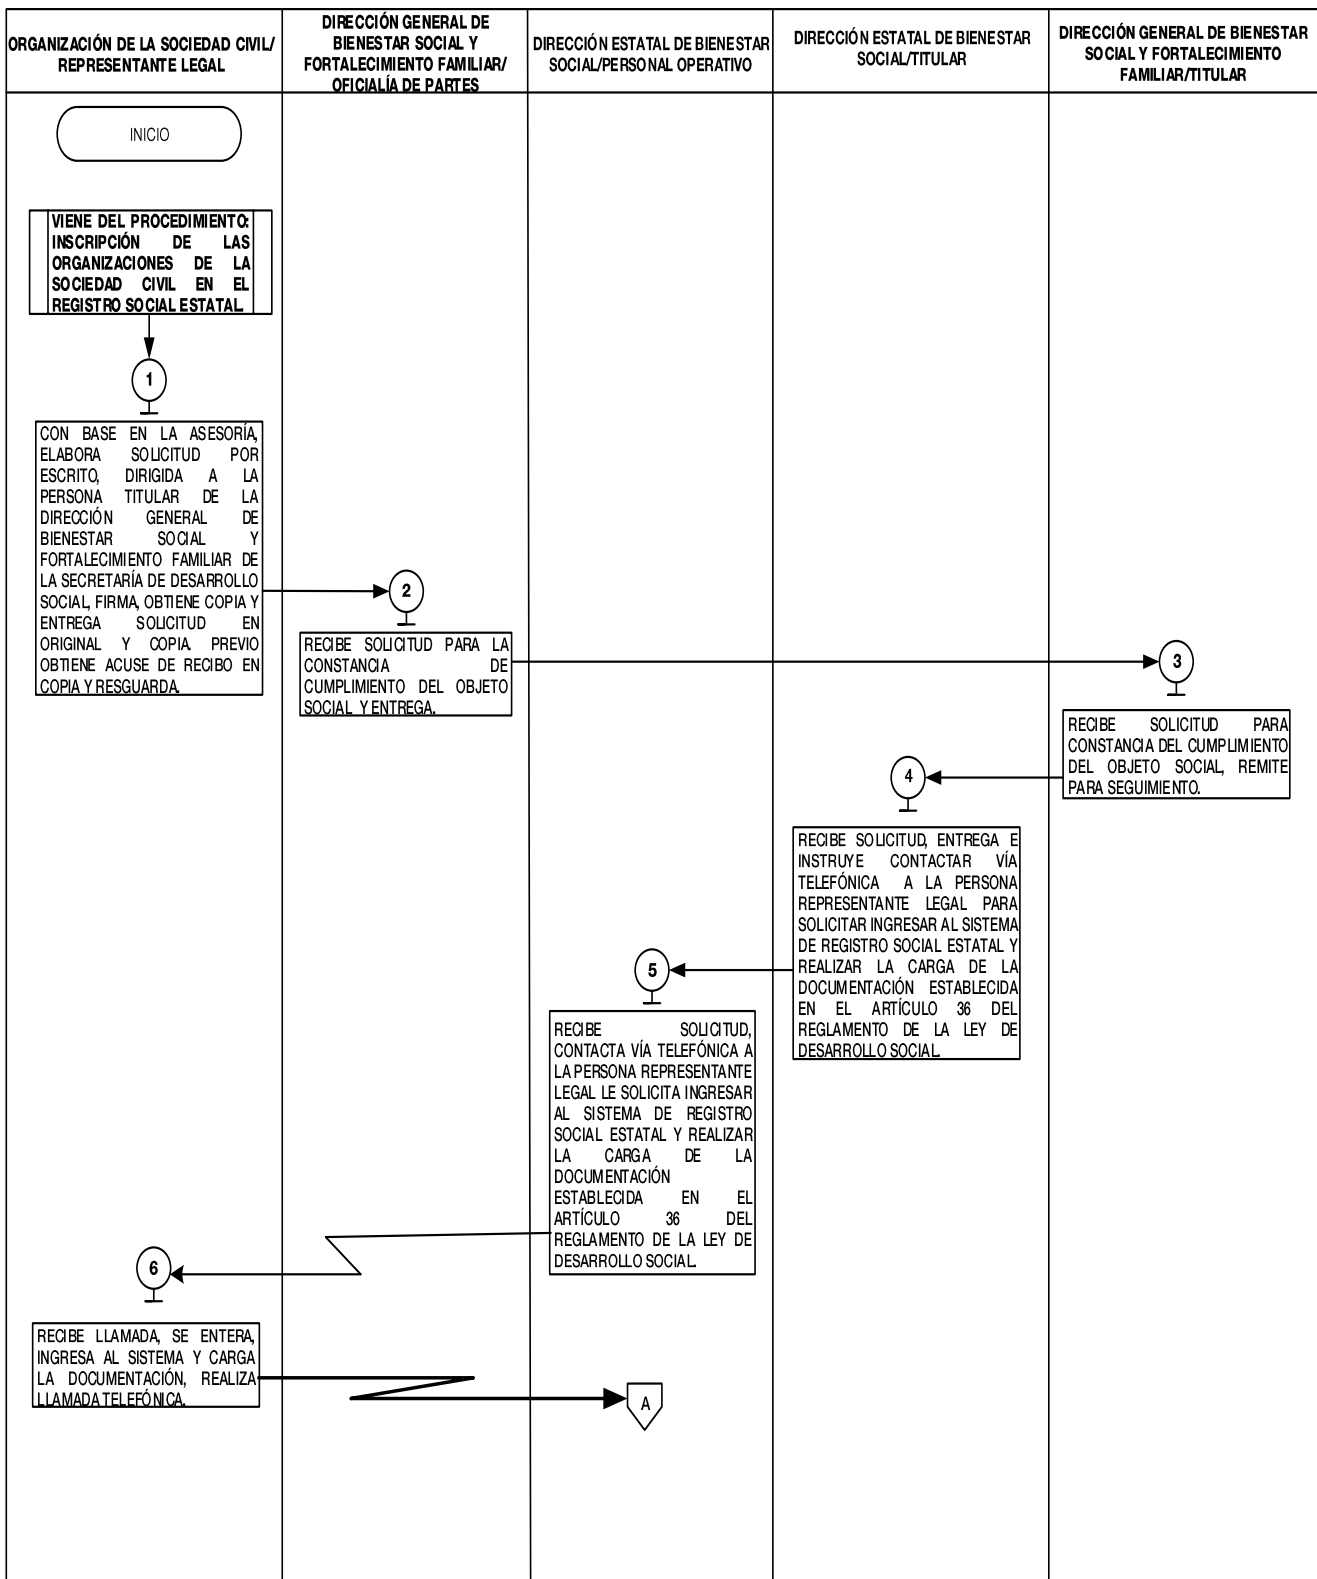 ORGANIZACIÓN DE LA SOCIEDAD CIVIL/
REPRESENTANTE LEGAL
DIRECCIÓN GENERAL DE
BIENESTAR SOCIAL Y
FORTALECIMIENTO FAMILIAR/
OFICIALÍA DE PARTES
DIRECCIÓN ESTATAL DE BIENESTAR
SOCIAL/PERSONAL OPERATIVO
DIRECCIÓN ESTATAL DE BIENESTAR
SOCIAL/TITULAR
DIRECCIÓN GENERAL DE BIENESTAR
SOCIAL Y FORTALECIMIENTO
FAMILIAR/TITULAR
INICIO
VIENE DEL PROCEDIMIENTO:
INSCRIPCIÓN DE LAS
ORGANIZACIONES DE LA
SOCIEDAD CIVIL EN EL
REGISTRO SOCIAL ESTATAL.
1
CON BASE EN LA ASESORÍA,
ELABORA SOLICITUD POR
ESCRITO, DIRIGIDA A LA
PERSONA TITULAR DE LA
DIRECCIÓN GENERAL DE
BIENESTAR SOCIAL Y
FORTALECIMIENTO FAMILIAR DE
LA SECRETARÍA DE DESARROLLO
SOCIAL, FIRMA, OBTIENE COPIA Y
ENTREGA SOLICITUD EN
ORIGINAL Y COPIA. PREVIO
OBTIENE ACUSE DE RECIBO EN
COPIA Y RESGUARDA.
2
RECIBE SOLICITUD PARA LA
CONSTANCIA DE
CUMPLIMIENTO DEL OBJETO
SOCIAL Y ENTREGA.
3
RECIBE SOLICITUD PARA
CONSTANCIA DEL CUMPLIMIENTO
DEL OBJETO SOCIAL, REMITE
PARA SEGUIMIENTO.
4
RECIBE SOLICITUD, ENTREGA E
INSTRUYE CONTACTAR VÍA
TELEFÓNICA A LA PERSONA
REPRESENTANTE LEGAL PARA
SOLICITAR INGRESAR AL SISTEMA
DE REGISTRO SOCIAL ESTATAL Y
REALIZAR LA CARGA DE LA
DOCUMENTACIÓN ESTABLECIDA
EN EL ARTÍCULO 36 DEL
REGLAMENTO DE LA LEY DE
DESARROLLO SOCIAL.
5
RECIBE SOLICITUD,
CONTACTA VÍA TELEFÓNICA A
LA PERSONA REPRESENTANTE
LEGAL LE SOLICITA INGRESAR
AL SISTEMA DE REGISTRO
SOCIAL ESTATAL Y REALIZAR
LA CARGA DE LA
DOCUMENTACIÓN
ESTABLECIDA EN EL
ARTÍCULO 36 DEL
REGLAMENTO DE LA LEY DE
DESARROLLO SOCIAL.
6
RECIBE LLAMADA, SE ENTERA,
INGRESA AL SISTEMA Y CARGA
LA DOCUMENTACIÓN, REALIZA
LLAMADA TELEFÓNICA.
A